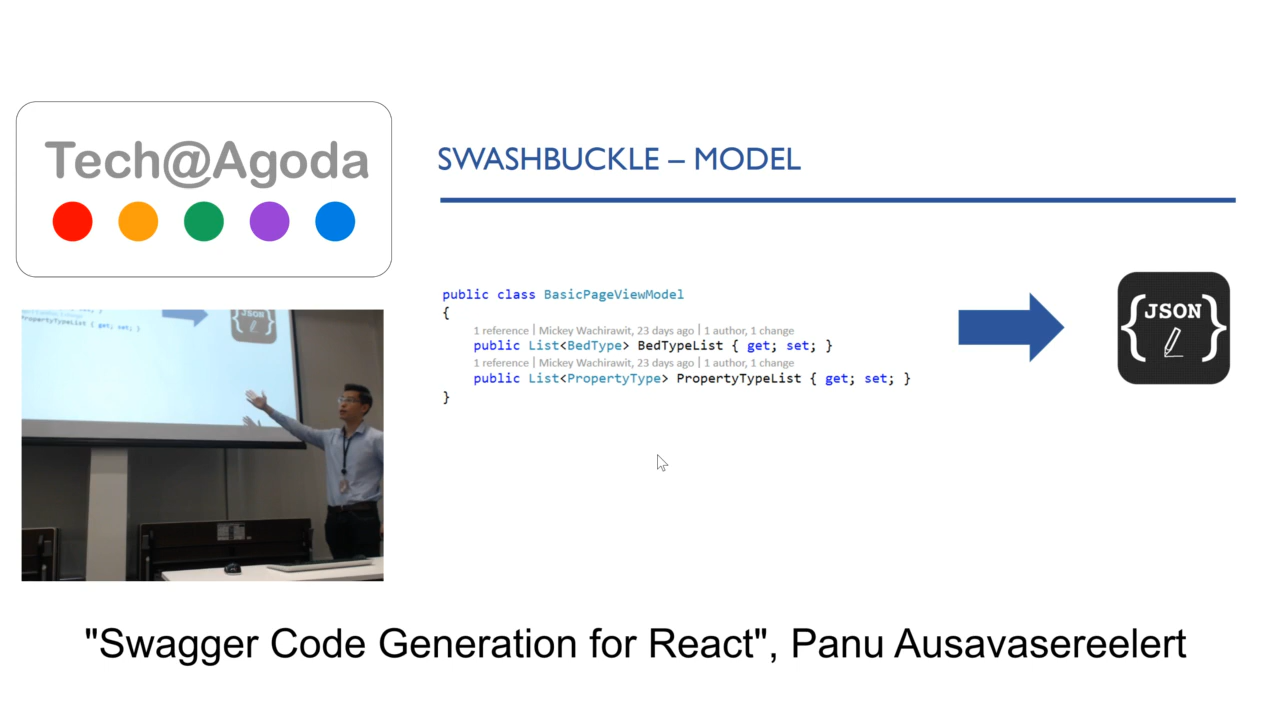 Tech@Agoda
SWASHBUCKLE – MODEL
public class BasicPageViewModel
{
1 reference | Mickey Wachirawit, 23 days ago | 1 author, 1 change
public List<BedType> BedTypeList { get; set; }
1 reference | Mickey Wachirawit, 23 days ago | 1 author, 1 change
public List<PropertyType> PropertyTypeList { get; set; }
}
{JSON}
PropertyTypeList { get; set; }
"Swagger Code Generation for React", Panu Ausavasereelert